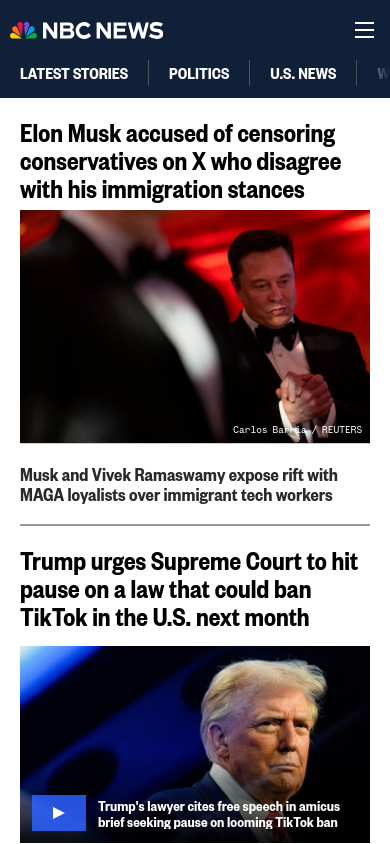 NBC NEWS
LATEST STORIES
POLITICS
U.S. NEWS
Elon Musk accused of censoring
conservatives on X who disagree
with his immigration stances
Carlos Barria / REUTERS
Musk and Vivek Ramaswamy expose rift with
MAGA loyalists over immigrant tech workers
Trump urges Supreme Court to hit
pause on a law that could ban
TikTok in the U.S. next month
Trump's lawyer cites free speech in amicus
brief seeking pause on looming TikTok ban